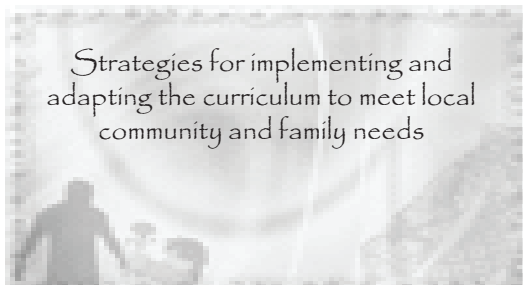 Strategies for implementing and
adapting the curriculum to meet local
community and family needs